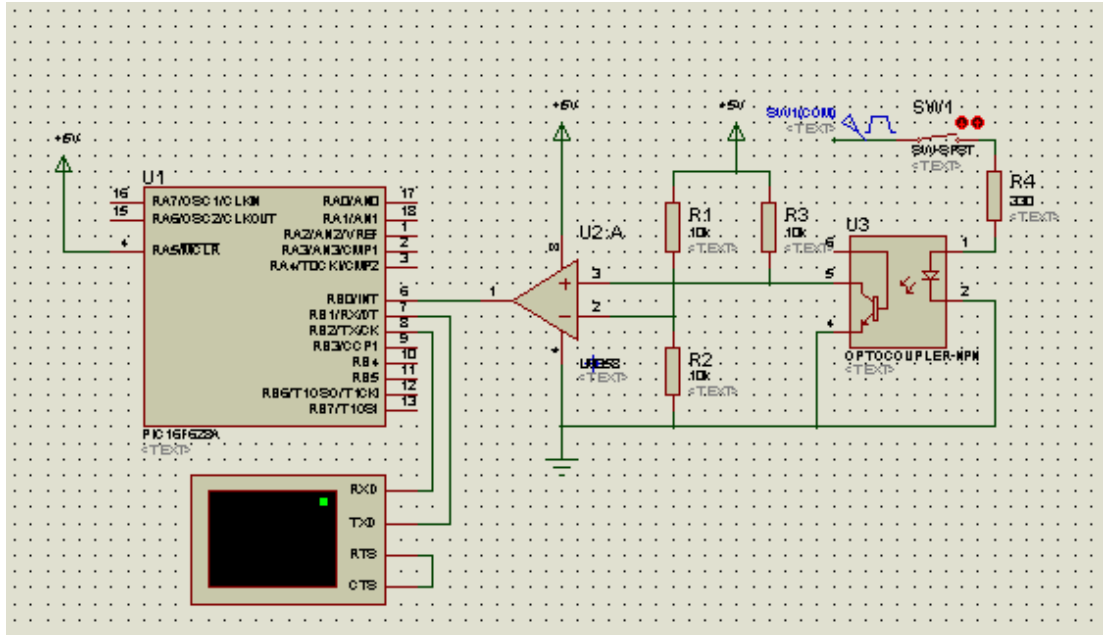 +5V
+5V
+5V
SW1(COM)
<TEXT>
SW1
SW-SPST
<TEXT>
U1
16 RA7/OSC1/CLKIN
15 RA6/OSC2/CLKOUT
4 RA5/MCLR
RA0/AN0 17
RA1/AN1 18
RA2/AN2/VREF 1
RA3/AN3/CMP1 2
RA4/T0CKI/CMP2 3
RB0/INT 6
RB1/RX/DT 7
RB2/TX/CK 8
RB3/CCP1 9
RB4 10
RB5 11
RB6/T1OSO/T1CKI 12
RB7/T1OSI 13
PIC16F628A
<TEXT>
U2:A
8
3
2
1
4
<TEXT>
R1
10k
<TEXT>
R3
10k
<TEXT>
R2
10k
<TEXT>
R4
330
<TEXT>
U3
6
5
4
1
2
OPTOCOUPLER-NPN
<TEXT>
RXD
TXD
RTS
CTS